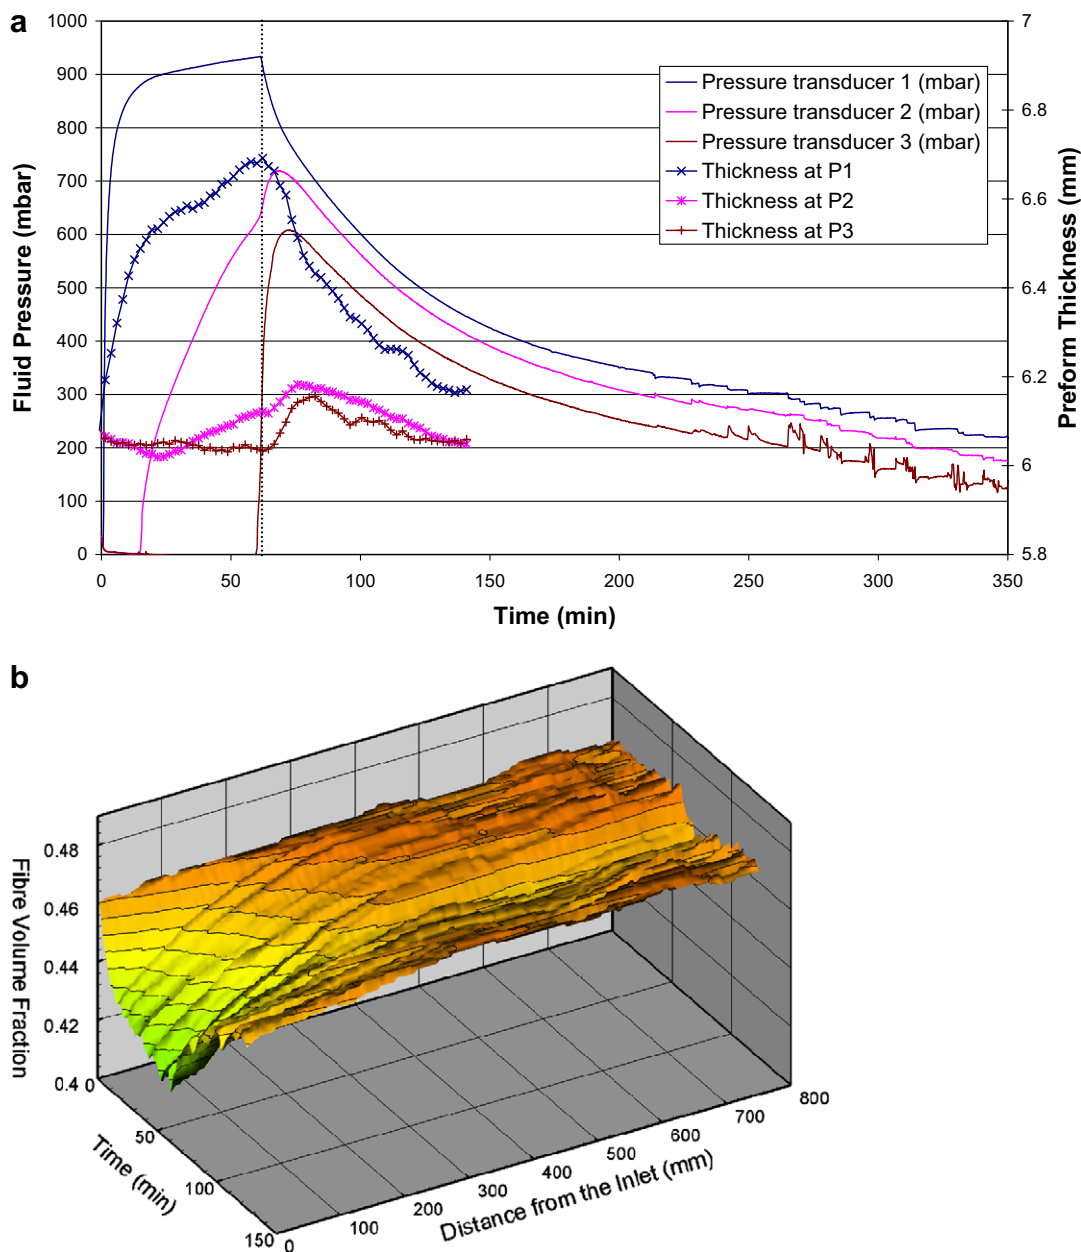 a
1000
900
800
700
600
500
400
300
200
100
0
Fluid Pressure (mbar)
7
6.8
6.6
6.4
6.2
6
5.8
Preform Thickness (mm)
Pressure transducer 1 (mbar)
Pressure transducer 2 (mbar)
Pressure transducer 3 (mbar)
Thickness at P1
Thickness at P2
Thickness at P3
0 50 100 150 200 250 300 350
Time (min)
b
0.48
0.46
0.44
0.42
0.4
Fibre Volume Fraction
0
50
100
150
Time (min)
0 100 200 300 400 500 600 700 800
Distance from the Inlet (mm)